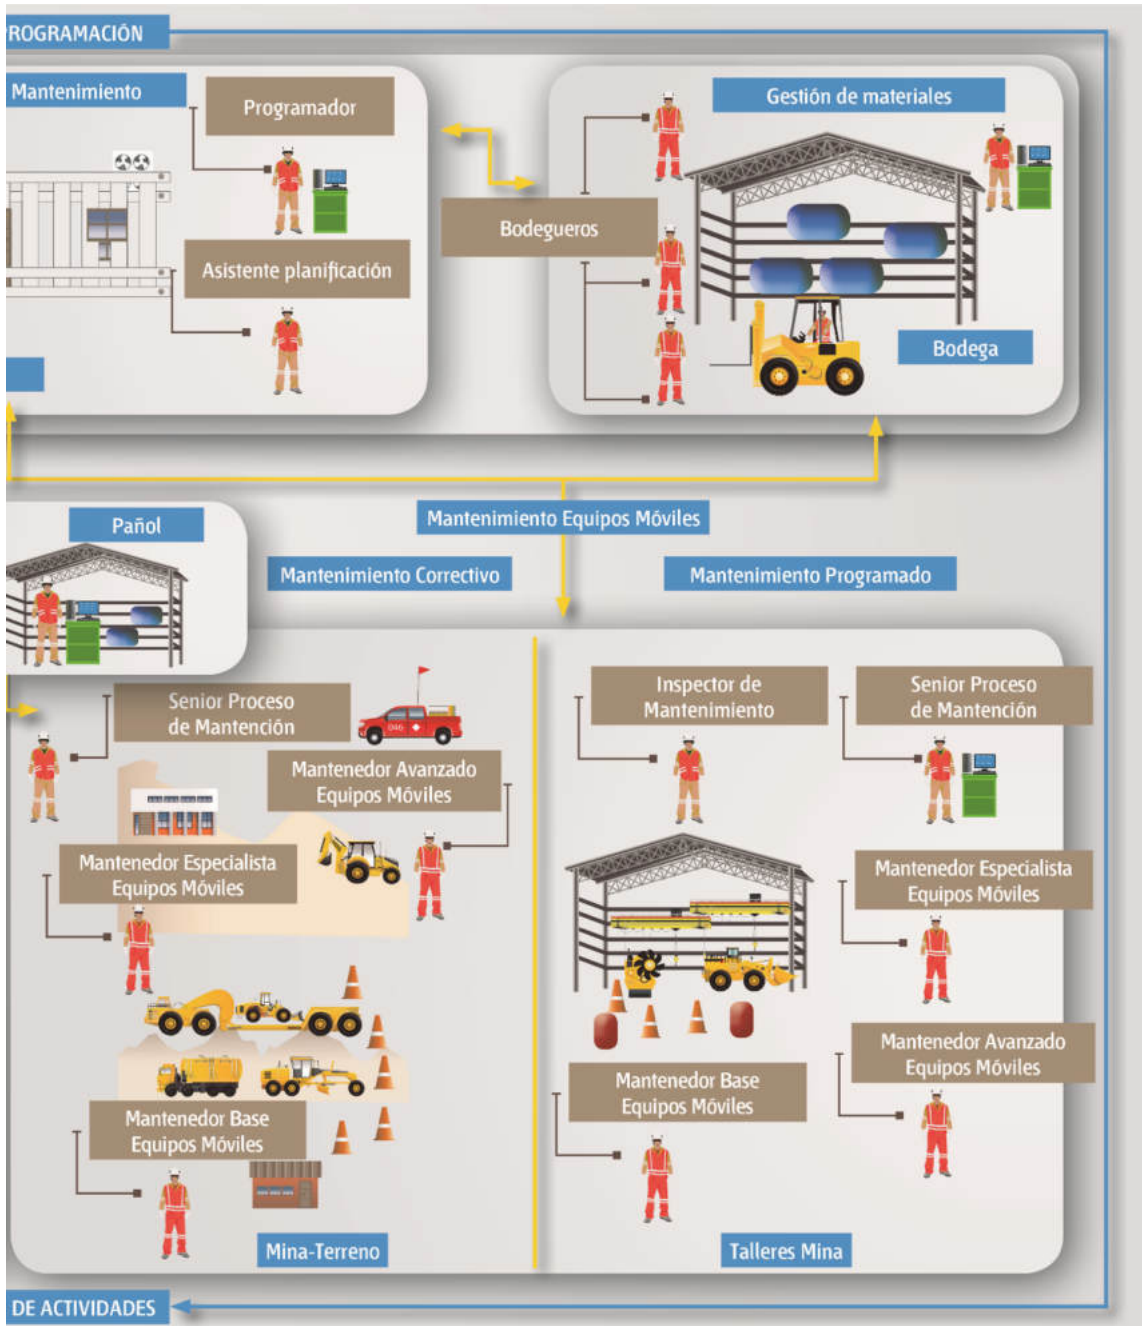 ROGRAMACIÓN
Mantenimiento
Programador
Gestión de materiales
Bodegueros
Asistente planificación
Bodega
Mantenimiento Equipos Móviles
Pañol
Mantenimiento Correctivo
Mantenimiento Programado
Senior Proceso
de Mantención
046
Mantenedor Avanzado
Equipos Móviles
Mantenedor Especialista
Equipos Móviles
Mantenedor Base
Equipos Móviles
Mina-Terreno
Inspector de
Mantenimiento
Senior Proceso
de Mantención
Mantenedor Especialista
Equipos Móviles
Mantenedor Avanzado
Equipos Móviles
Mantenedor Base
Equipos Móviles
Talleres Mina
DE ACTIVIDADES